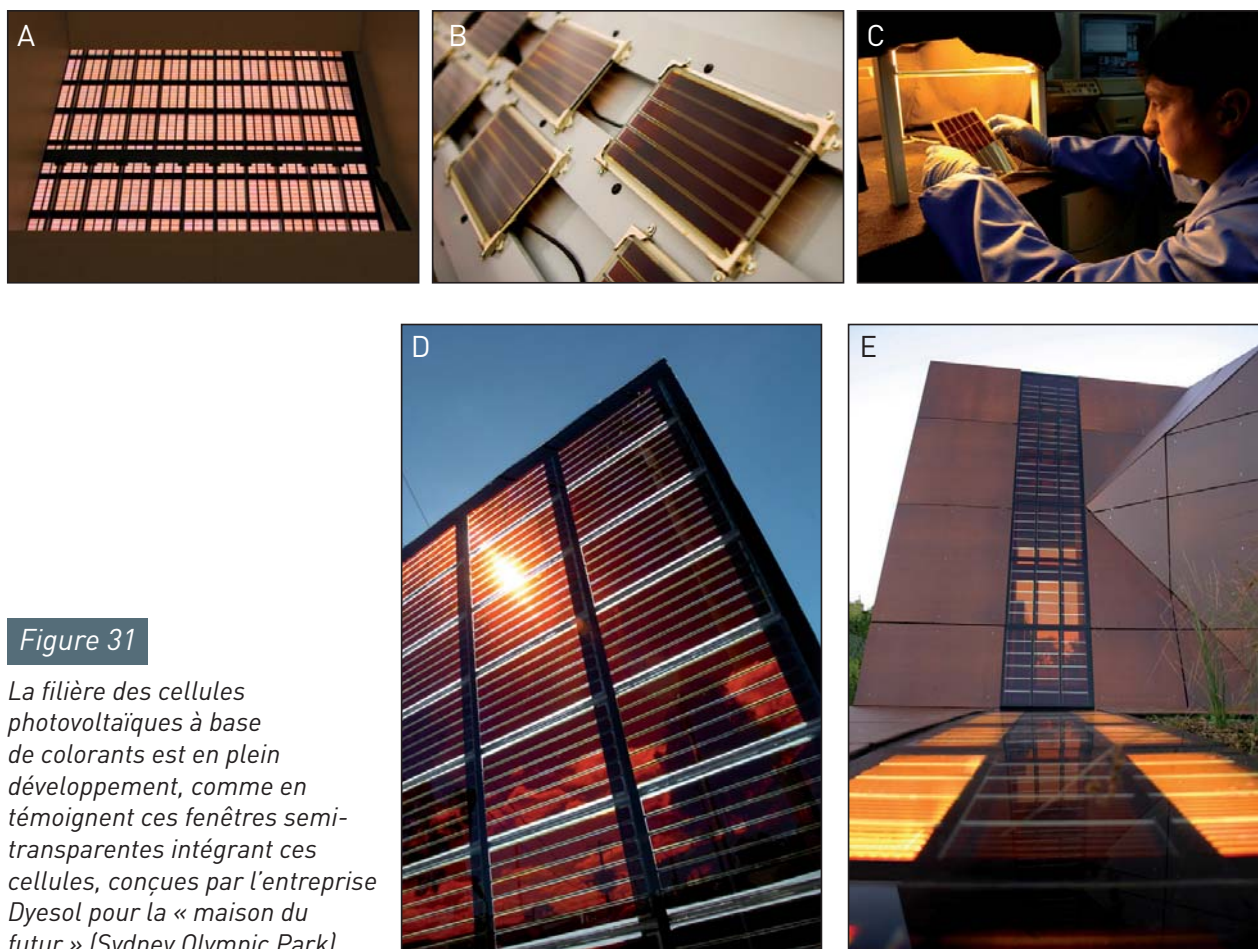 A
B
C
D
E
Figure 31
La filière des cellules
photovoltaïques à base
de colorants est en plein
développement, comme en
témoignent ces fenêtres semi-
transparentes intégrant ces
cellules, conçues par l’entreprise
Dyesol pour la « maison du
futur » (Sydney Olympic Park)